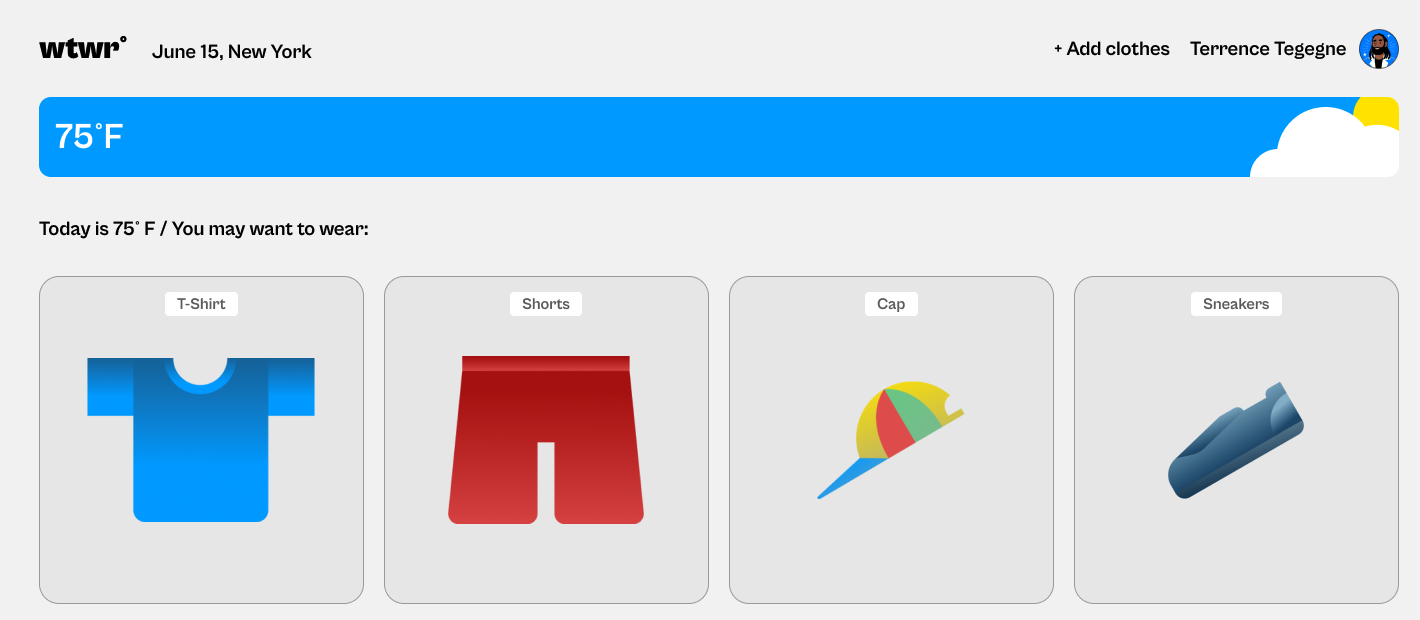 wtwr°
June 15, New York
+ Add clothes
Terrence Tegegne
75°F
Today is 75° F / You may want to wear:
T-Shirt
Shorts
Cap
Sneakers